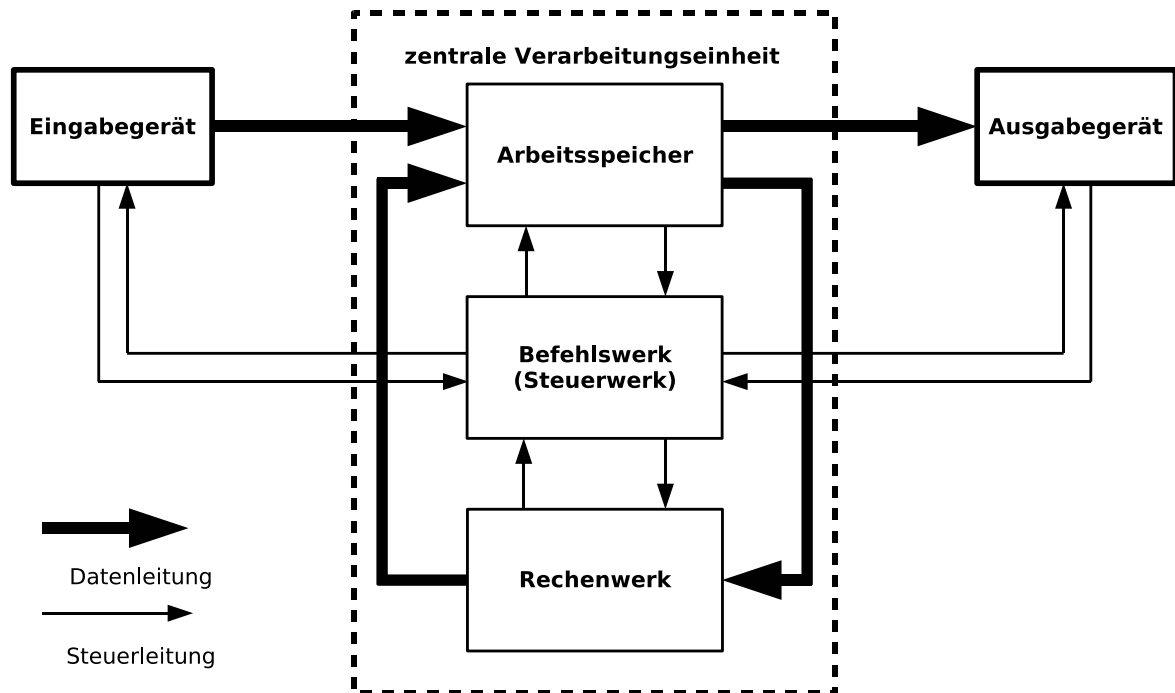 zentrale Verarbeitungseinheit
Eingabegerät
Arbeitsspeicher
Ausgabegerät
Befehlswerk
(Steuerwerk)
Rechenwerk
Datenleitung
Steuerleitung